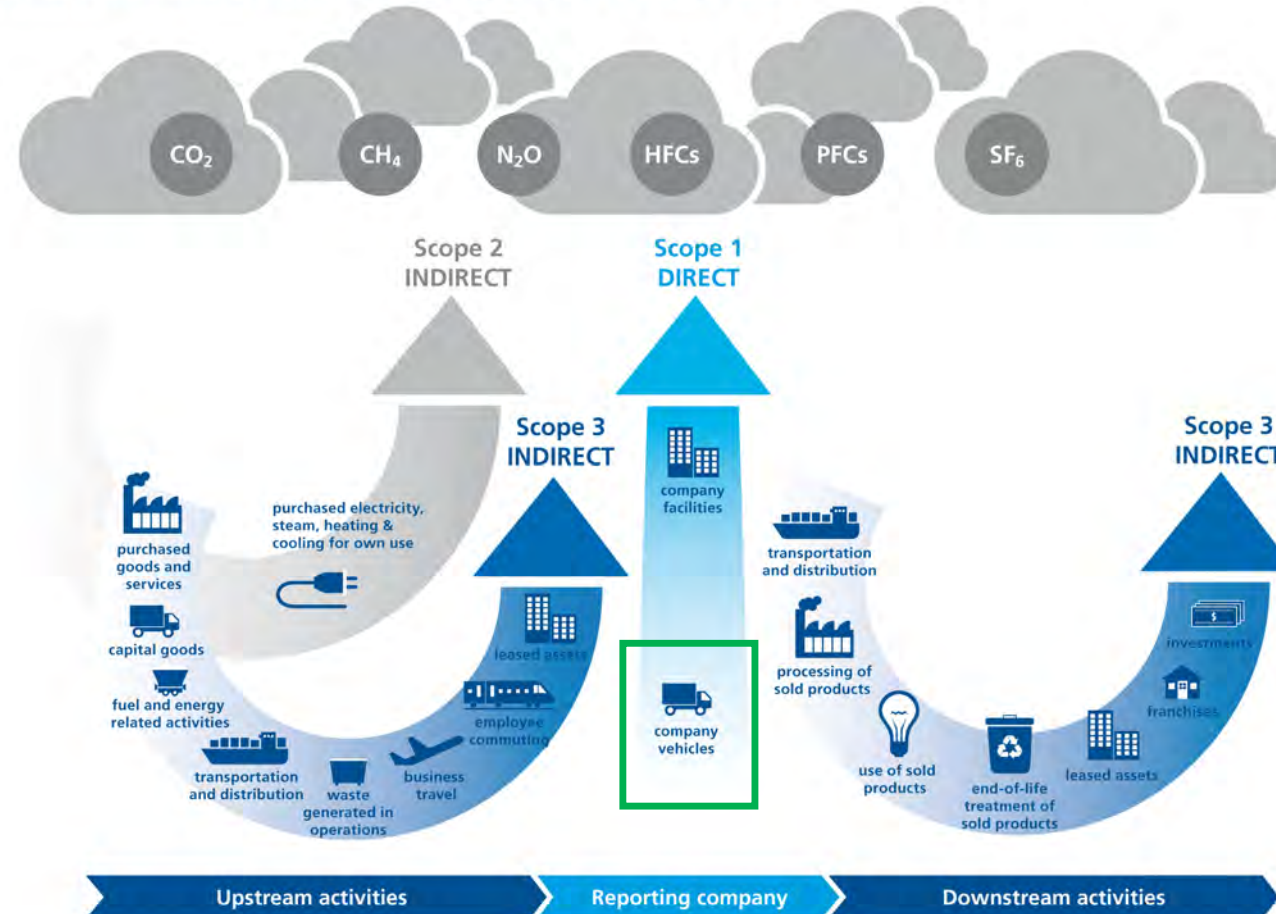 CO₂
CH₄
N₂O
HFCs
PFCs
SF₆
Scope 2
INDIRECT
Scope 1
DIRECT
Scope 3
INDIRECT
Scope 3
INDIRECT
purchased
goods and
services
capital goods
fuel and energy
related activities
transportation
and distribution
waste
generated in
operations
business
travel
employee
commuting
leased assets
purchased electricity,
steam, heating &
cooling for own use
company
facilities
company
vehicles
transportation
and distribution
processing of
sold products
use of sold
products
end-of-life
treatment of
sold products
leased assets
franchises
investments
$
Upstream activities
Reporting company
Downstream activities